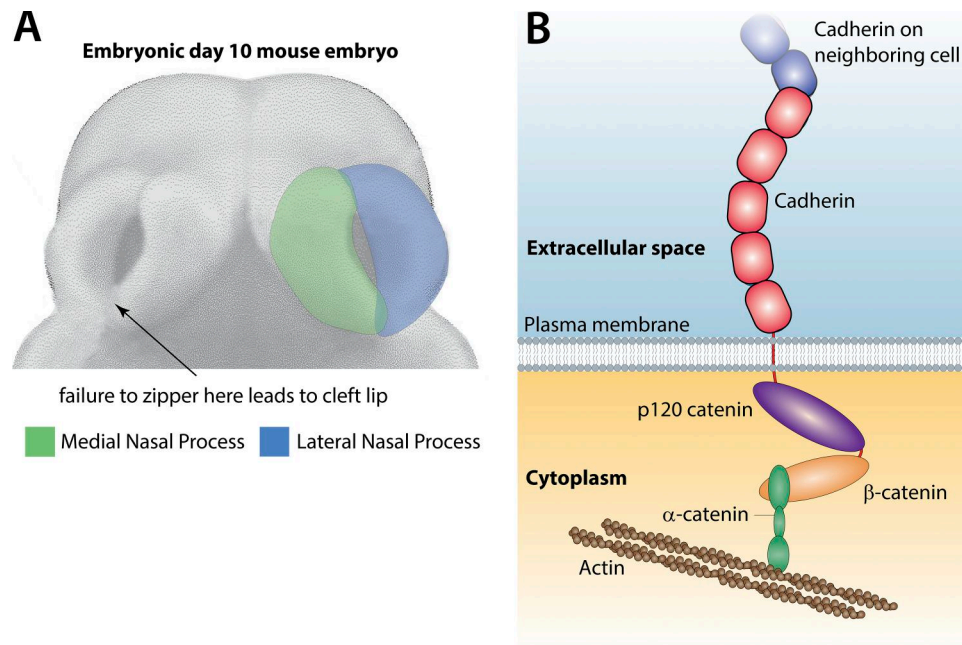 A
Embryonic day 10 mouse embryo
failure to zipper here leads to cleft lip
Medial Nasal Process
Lateral Nasal Process
B
Cadherin on
neighboring cell
Cadherin
Extracellular space
Plasma membrane
p120 catenin
Cytoplasm
β-catenin
α-catenin
Actin